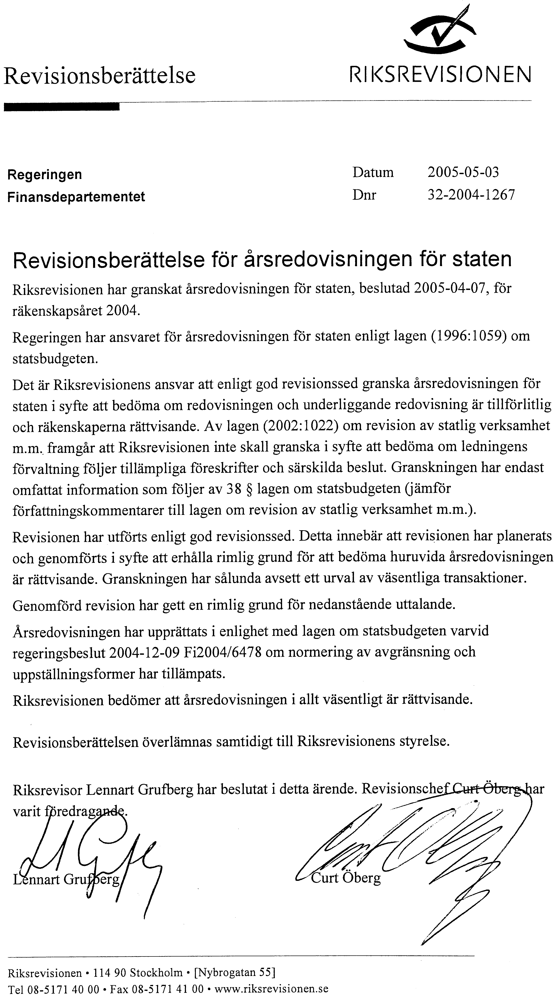 Revisionsberättelse
RIKSREVISIONEN
Regeringen
Finansdepartementet
Datum 2005-05-03
Dnr 32-2004-1267
Revisionsberättelse för årsredovisningen för staten
Riksrevisionen har granskat årsredovisningen för staten, beslutad 2005-04-07, för
räkenskapsåret 2004.
Regeringen har ansvaret för årsredovisningen för staten enligt lagen (1996:1059) om
statsbudgeten.
Det är Riksrevisionens ansvar att enligt god revisionssed granska årsredovisningen för
staten i syfte att bedöma om redovisningen och underliggande redovisning är tillförlitlig
och räkenskaperna rättvisande. Av lagen (2002:1022) om revision av statlig verksamhet
m.m. framgår att Riksrevisionen inte skall granska i syfte att bedöma om ledningens
förvaltning följer tillämpliga föreskrifter och särskilda beslut. Granskningen har endast
omfattat information som följer av 38 § lagen om statsbudgeten (jämför
författningskommentarer till lagen om revision av statlig verksamhet m.m.).
Revisionen har utförts enligt god revisionssed. Detta innebär att revisionen har planerats
och genomförts i syfte att erhålla rimlig grund för att bedöma huruvida årsredovisningen
är rättvisande. Granskningen har sålunda avsett ett urval av väsentliga transaktioner.
Genomförd revision har gett en rimlig grund för nedanstående uttalande.
Årsredovisningen har upprättats i enlighet med lagen om statsbudgeten varvid
regeringsbeslut 2004-12-09 Fi2004/6478 om normering av avgränsning och
uppställningsformer har tillämpats.
Riksrevisionen bedömer att årsredovisningen i allt väsentligt är rättvisande.
Revisionsberättelsen överlämnas samtidigt till Riksrevisionens styrelse.
Riksrevisor Lennart Grufberg har beslutat i detta ärende. Revisionschef Curt Öberg har
varit föredragande.
Lennart Grufberg
Curt Öberg
Riksrevisionen • 114 90 Stockholm • [Nybrogatan 55]
Tel 08-5171 40 00 • Fax 08-5171 41 00 • www.riksrevisionen.se